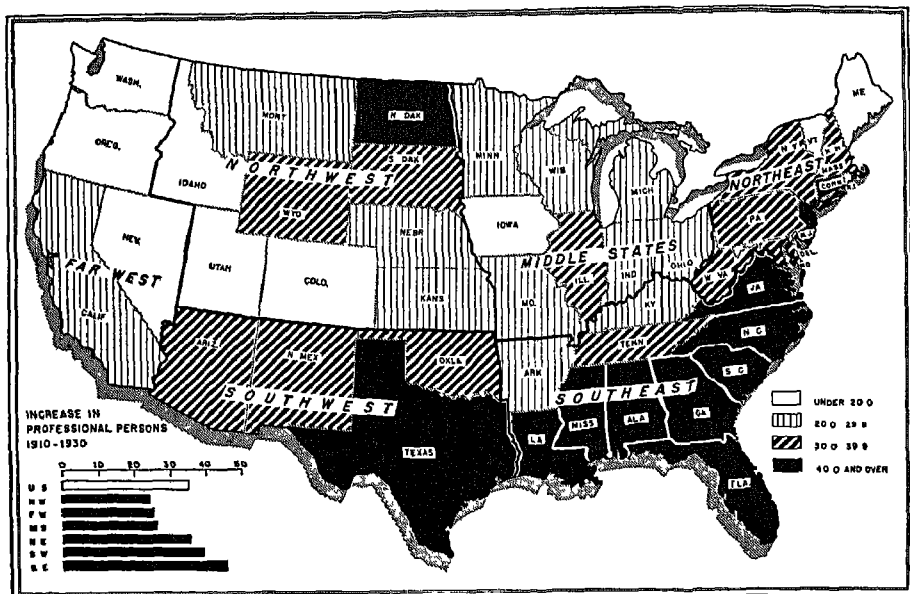 WASH.
OREG.
IDAHO
MONT
N. DAK
S. DAK
WYO
NORTHWEST
NEBR
KANS
MINN
WIS
IOWA
MICH
MIDDLE STATES
ILL
IND
OHIO
MO.
KY
NORTHEAST
ME
VT
N. H.
MASS
CONN.
R.I.
N. Y.
PA
N.J.
DEL
MD
W. VA
NEV.
UTAH
COLO.
FAR WEST
CALIF
ARIZ.
N. MEX
OKLA
SOUTHWEST
TEXAS
ARK
TENN
VA
N C
S C
SOUTHEAST
LA
MISS
ALA
GA
FLA
INCREASE IN
PROFESSIONAL PERSONS
1910-1930
0 10 20 30 40 50
U S
N W
F W
M S
N E
S W
S E
UNDER 20 0
20 0 29 9
30 0 39 9
40 0 AND OVER